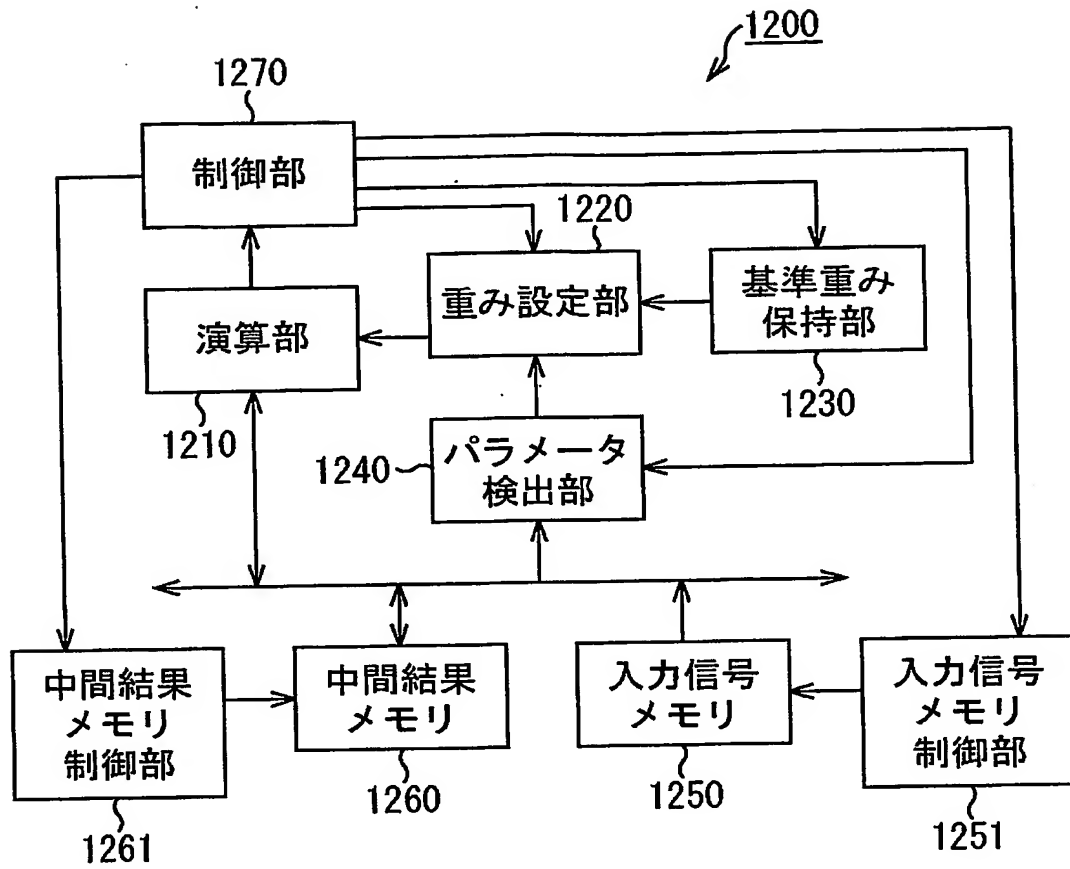 1200
1270
制御部
1220
重み設定部
基準重み
保持部
1230
演算部
1210
1240
パラメータ
検出部
中間結果
メモリ
制御部
1261
中間結果
メモリ
1260
入力信号
メモリ
1250
入力信号
メモリ
制御部
1251